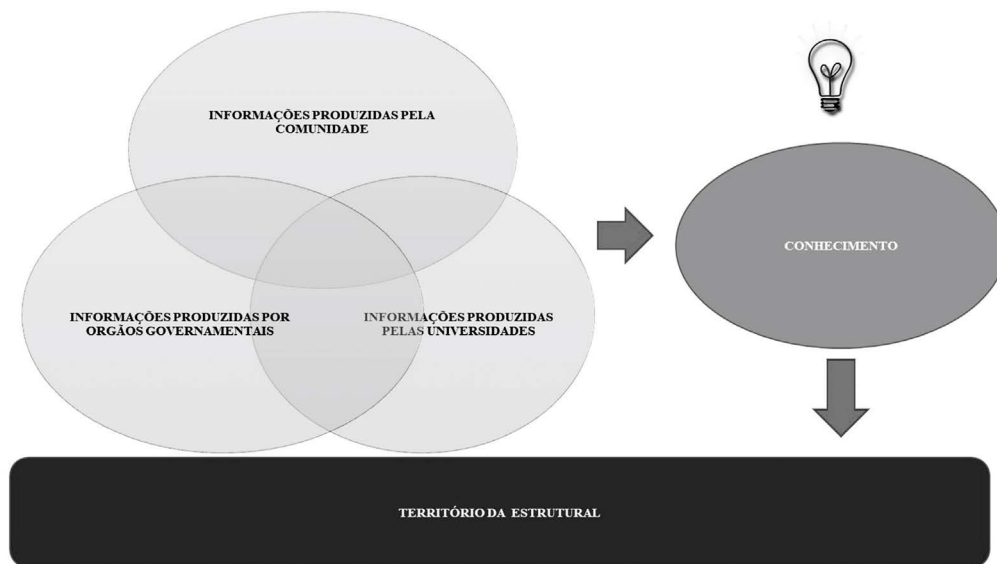 INFORMAÇÕES PRODUZIDAS PELA
COMUNIDADE
INFORMAÇÕES PRODUZIDAS POR
ORGÃOS GOVERNAMENTAIS
INFORMAÇÕES PRODUZIDAS
PELAS UNIVERSIDADES
CONHECIMENTO
TERRITÓRIO DA ESTRUTURAL